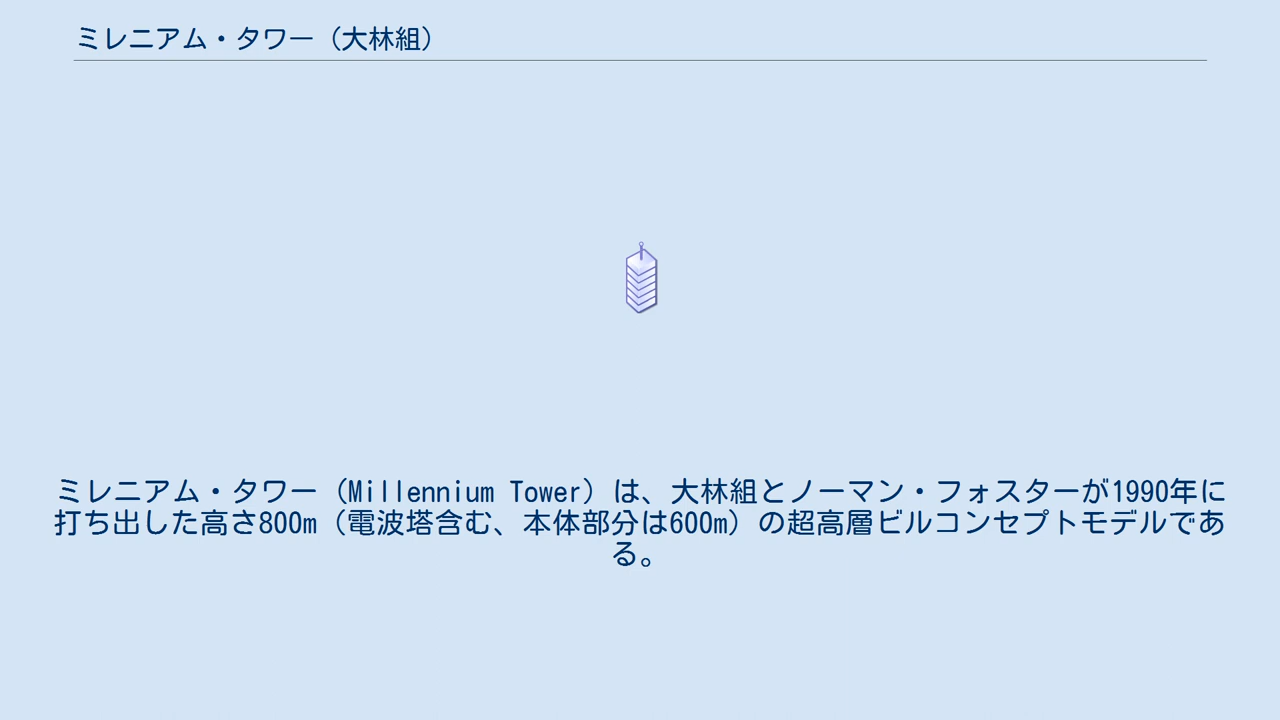 ミレニアム・タワー（大林組）
ミレニアム・タワー（Millennium Tower）は、大林組とノーマン・フォスターが1990年に
打ち出した高さ800m（電波塔含む、本体部分は600m）の超高層ビルコンセプトモデルであ
る。